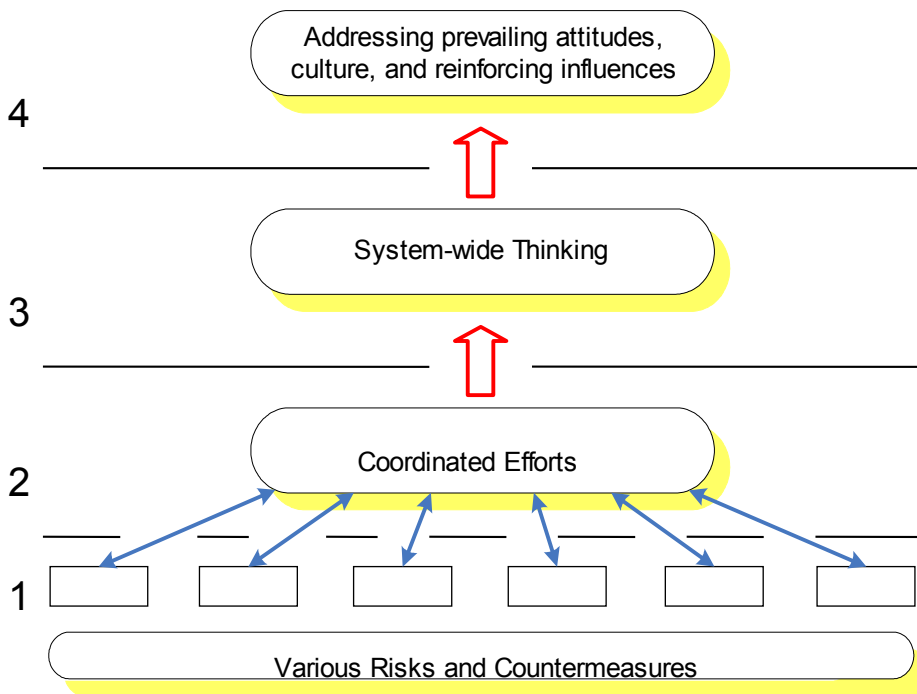 Addressing prevailing attitudes,
culture, and reinforcing influences
4
System-wide Thinking
3
Coordinated Efforts
2
1
Various Risks and Countermeasures